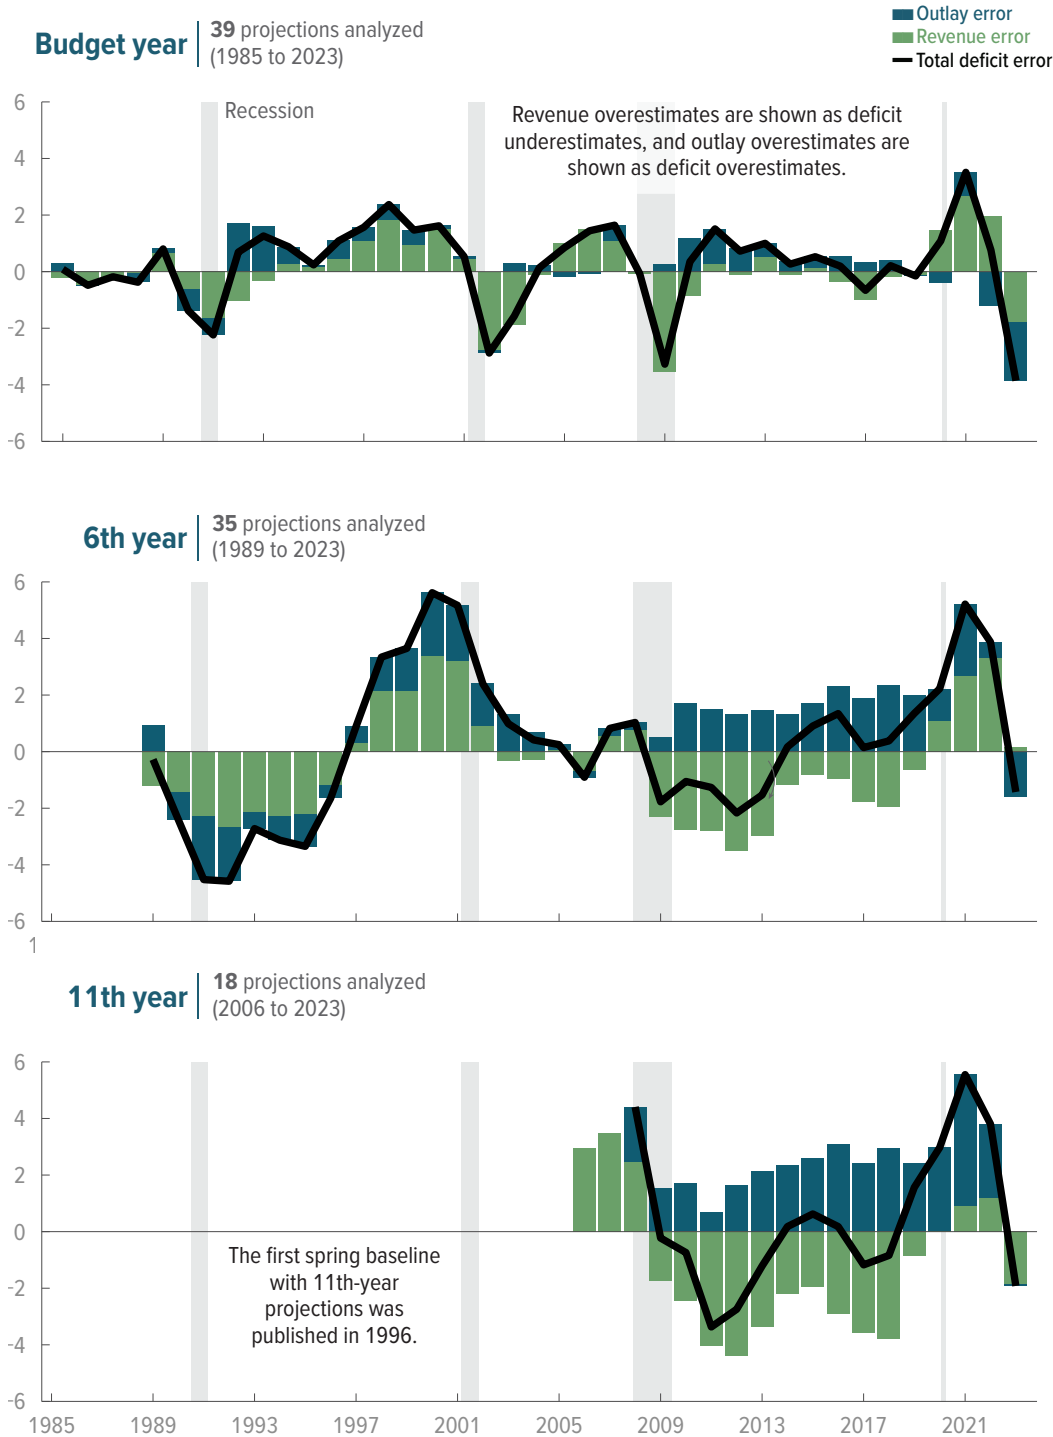 Outlay error
Revenue error
Total deficit error
Budget year
39 projections analyzed
(1985 to 2023)
6
4
2
0
-2
-4
-6
Recession
Revenue overestimates are shown as deficit
underestimates, and outlay overestimates are
shown as deficit overestimates.
6th year
35 projections analyzed
(1989 to 2023)
6
4
2
0
-2
-4
-6
1
11th year
18 projections analyzed
(2006 to 2023)
6
4
2
0
-2
-4
-6
The first spring baseline
with 11th-year
projections was
published in 1996.
1985 1989 1993 1997 2001 2005 2009 2013 2017 2021